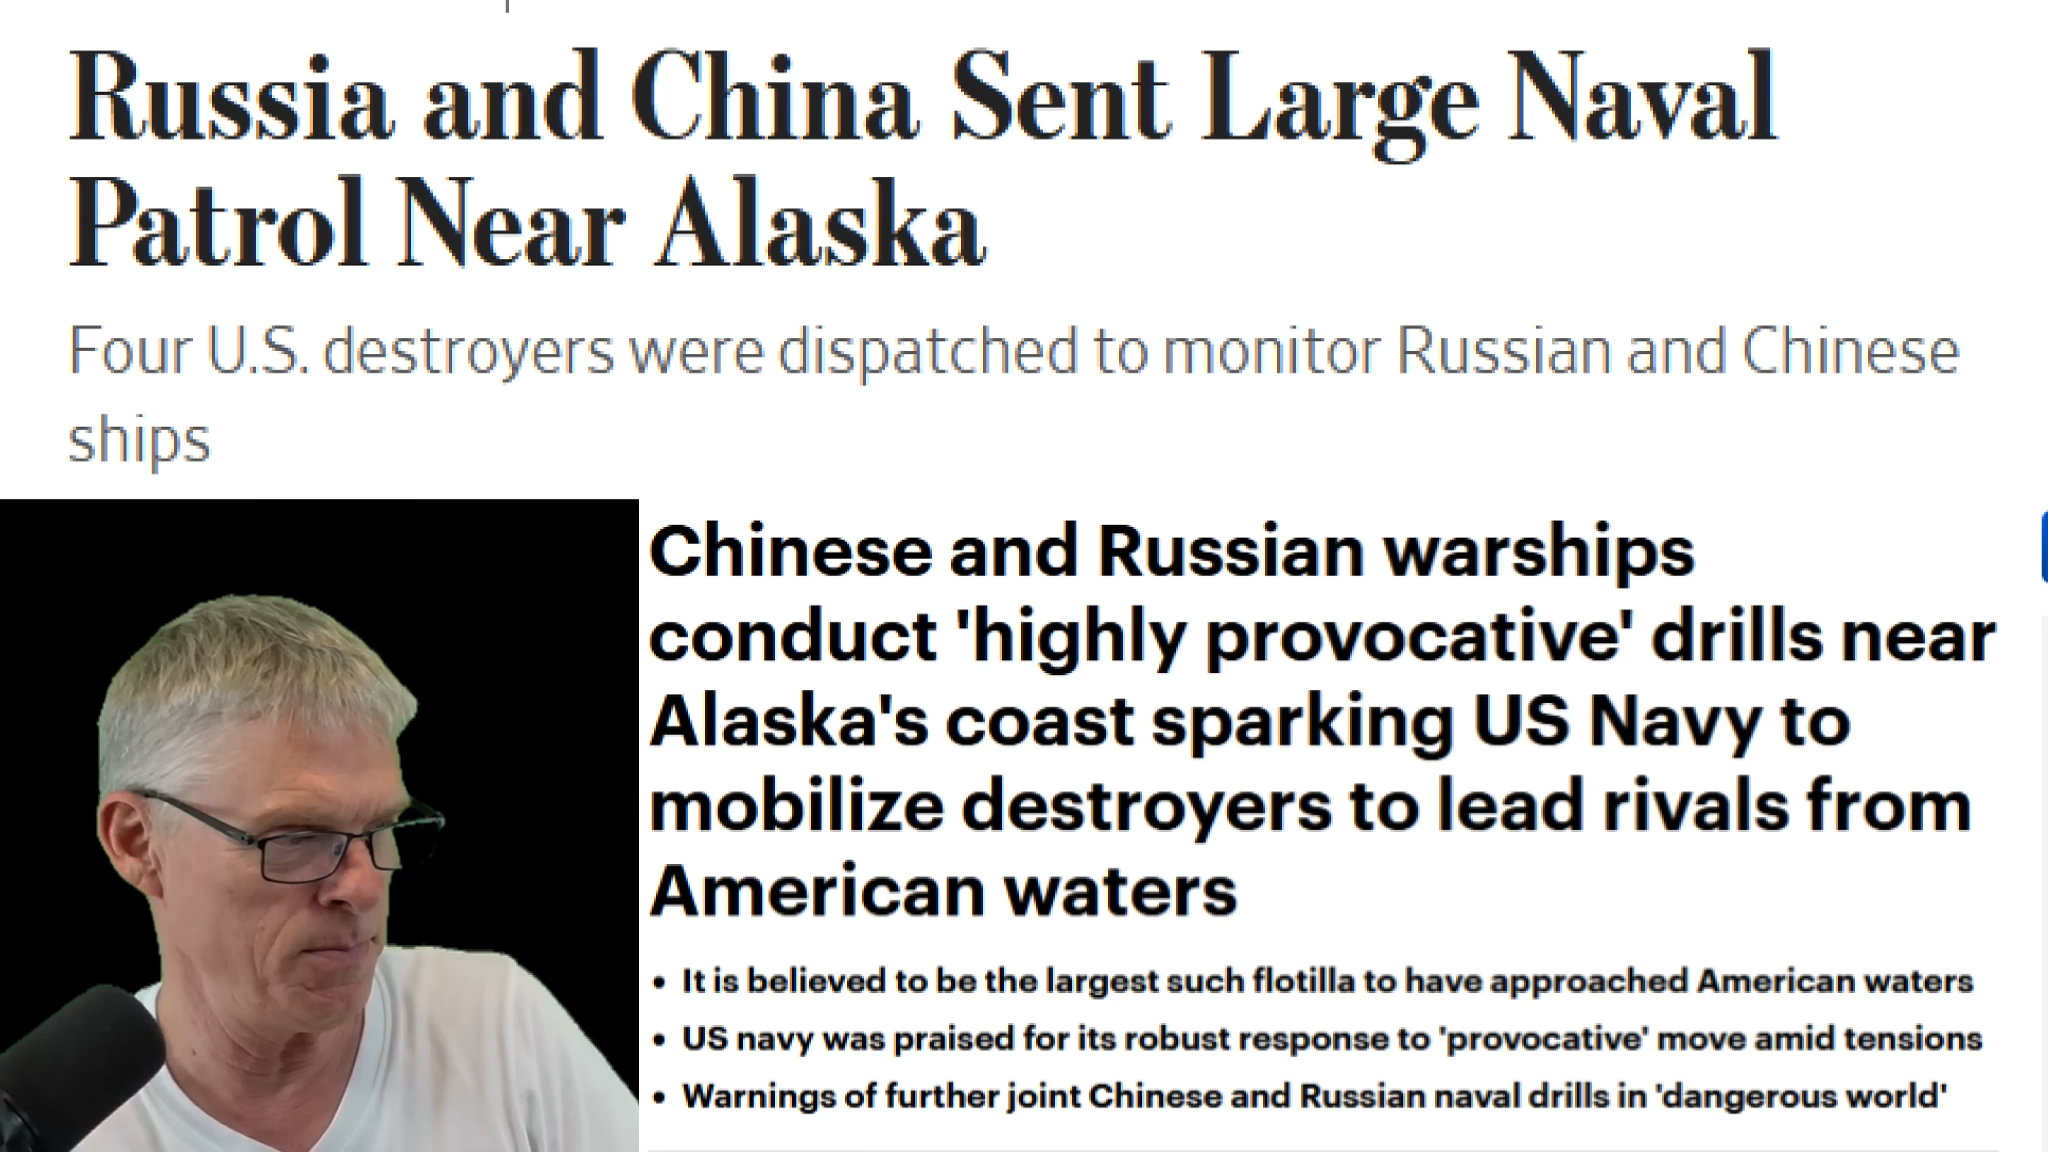 Russia and China Sent Large Naval
Patrol Near Alaska
Four U.S. destroyers were dispatched to monitor Russian and Chinese
ships
Chinese and Russian warships
conduct 'highly provocative' drills near
Alaska's coast sparking US Navy to
mobilize destroyers to lead rivals from
American waters
• It is believed to be the largest such flotilla to have approached American waters
• US navy was praised for its robust response to 'provocative' move amid tensions
• Warnings of further joint Chinese and Russian naval drills in 'dangerous world'